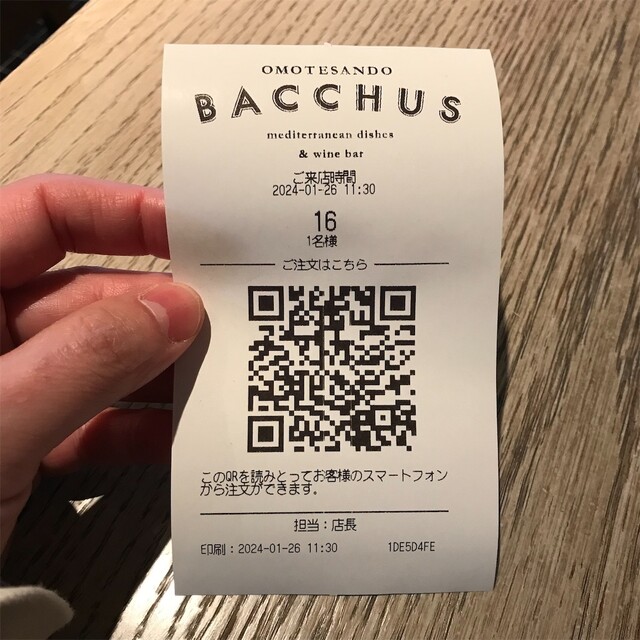 OMOTESANDO
BACCHUS
mediterranean dishes
& wine bar
ご来店時間
2024-01-26 11:30
16
1名様
ご注文はこちら
このQRを読みとってお客様のスマートフォン
から注文ができます。
担当：店長
印刷：2024-01-26 11:30 1DE5D4FE